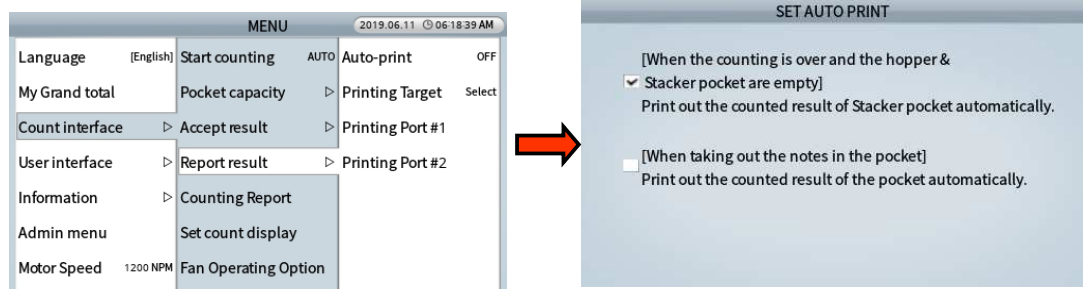 MENU
2019.06.11 06:18:39 AM
Language [English]
My Grand total
Count interface
User interface
Information
Admin menu
Motor Speed 1200 NPM
Start counting AUTO
Pocket capacity
Accept result
Report result
Counting Report
Set count display
Fan Operating Option
Auto-print OFF
Printing Target Select
Printing Port #1
Printing Port #2
SET AUTO PRINT
[When the counting is over and the hopper &
Stacker pocket are empty]
Print out the counted result of Stacker pocket automatically.
[When taking out the notes in the pocket]
Print out the counted result of the pocket automatically.